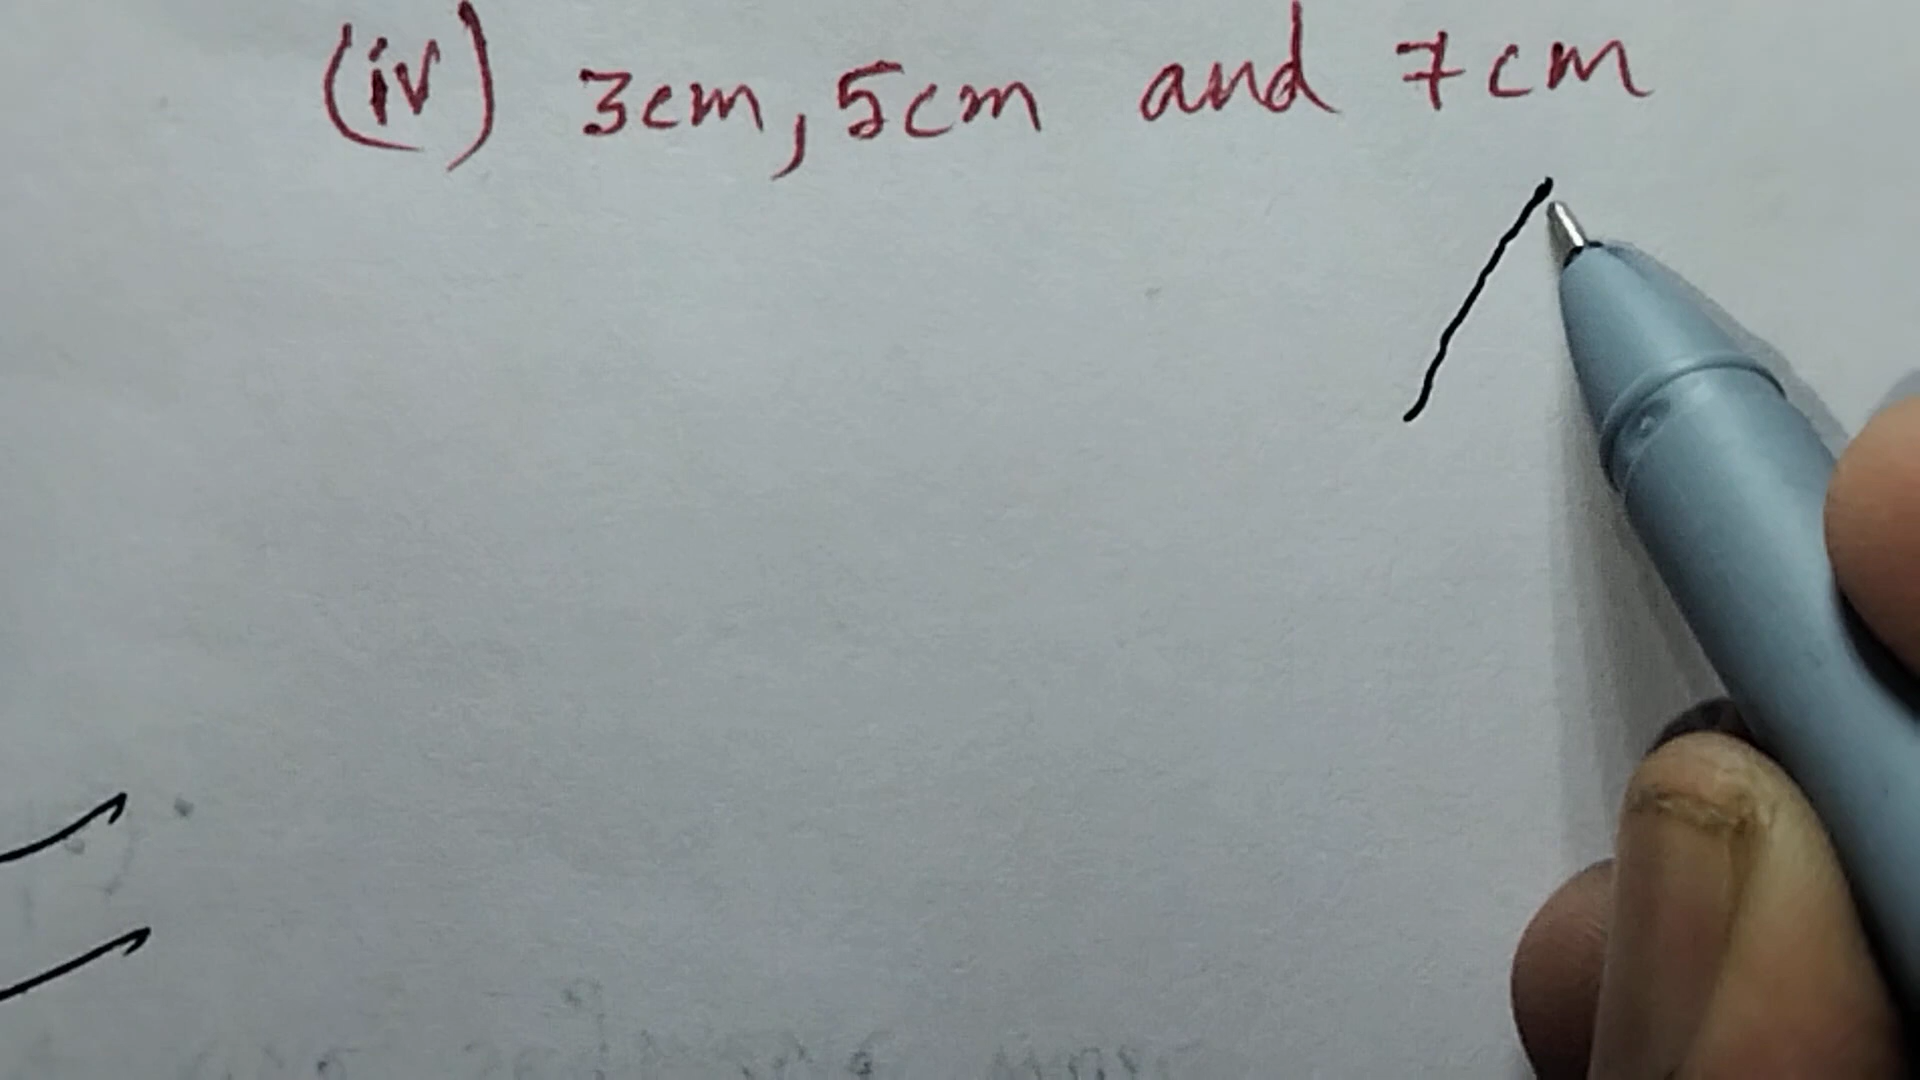 (iv) 3cm, 5cm and 7cm